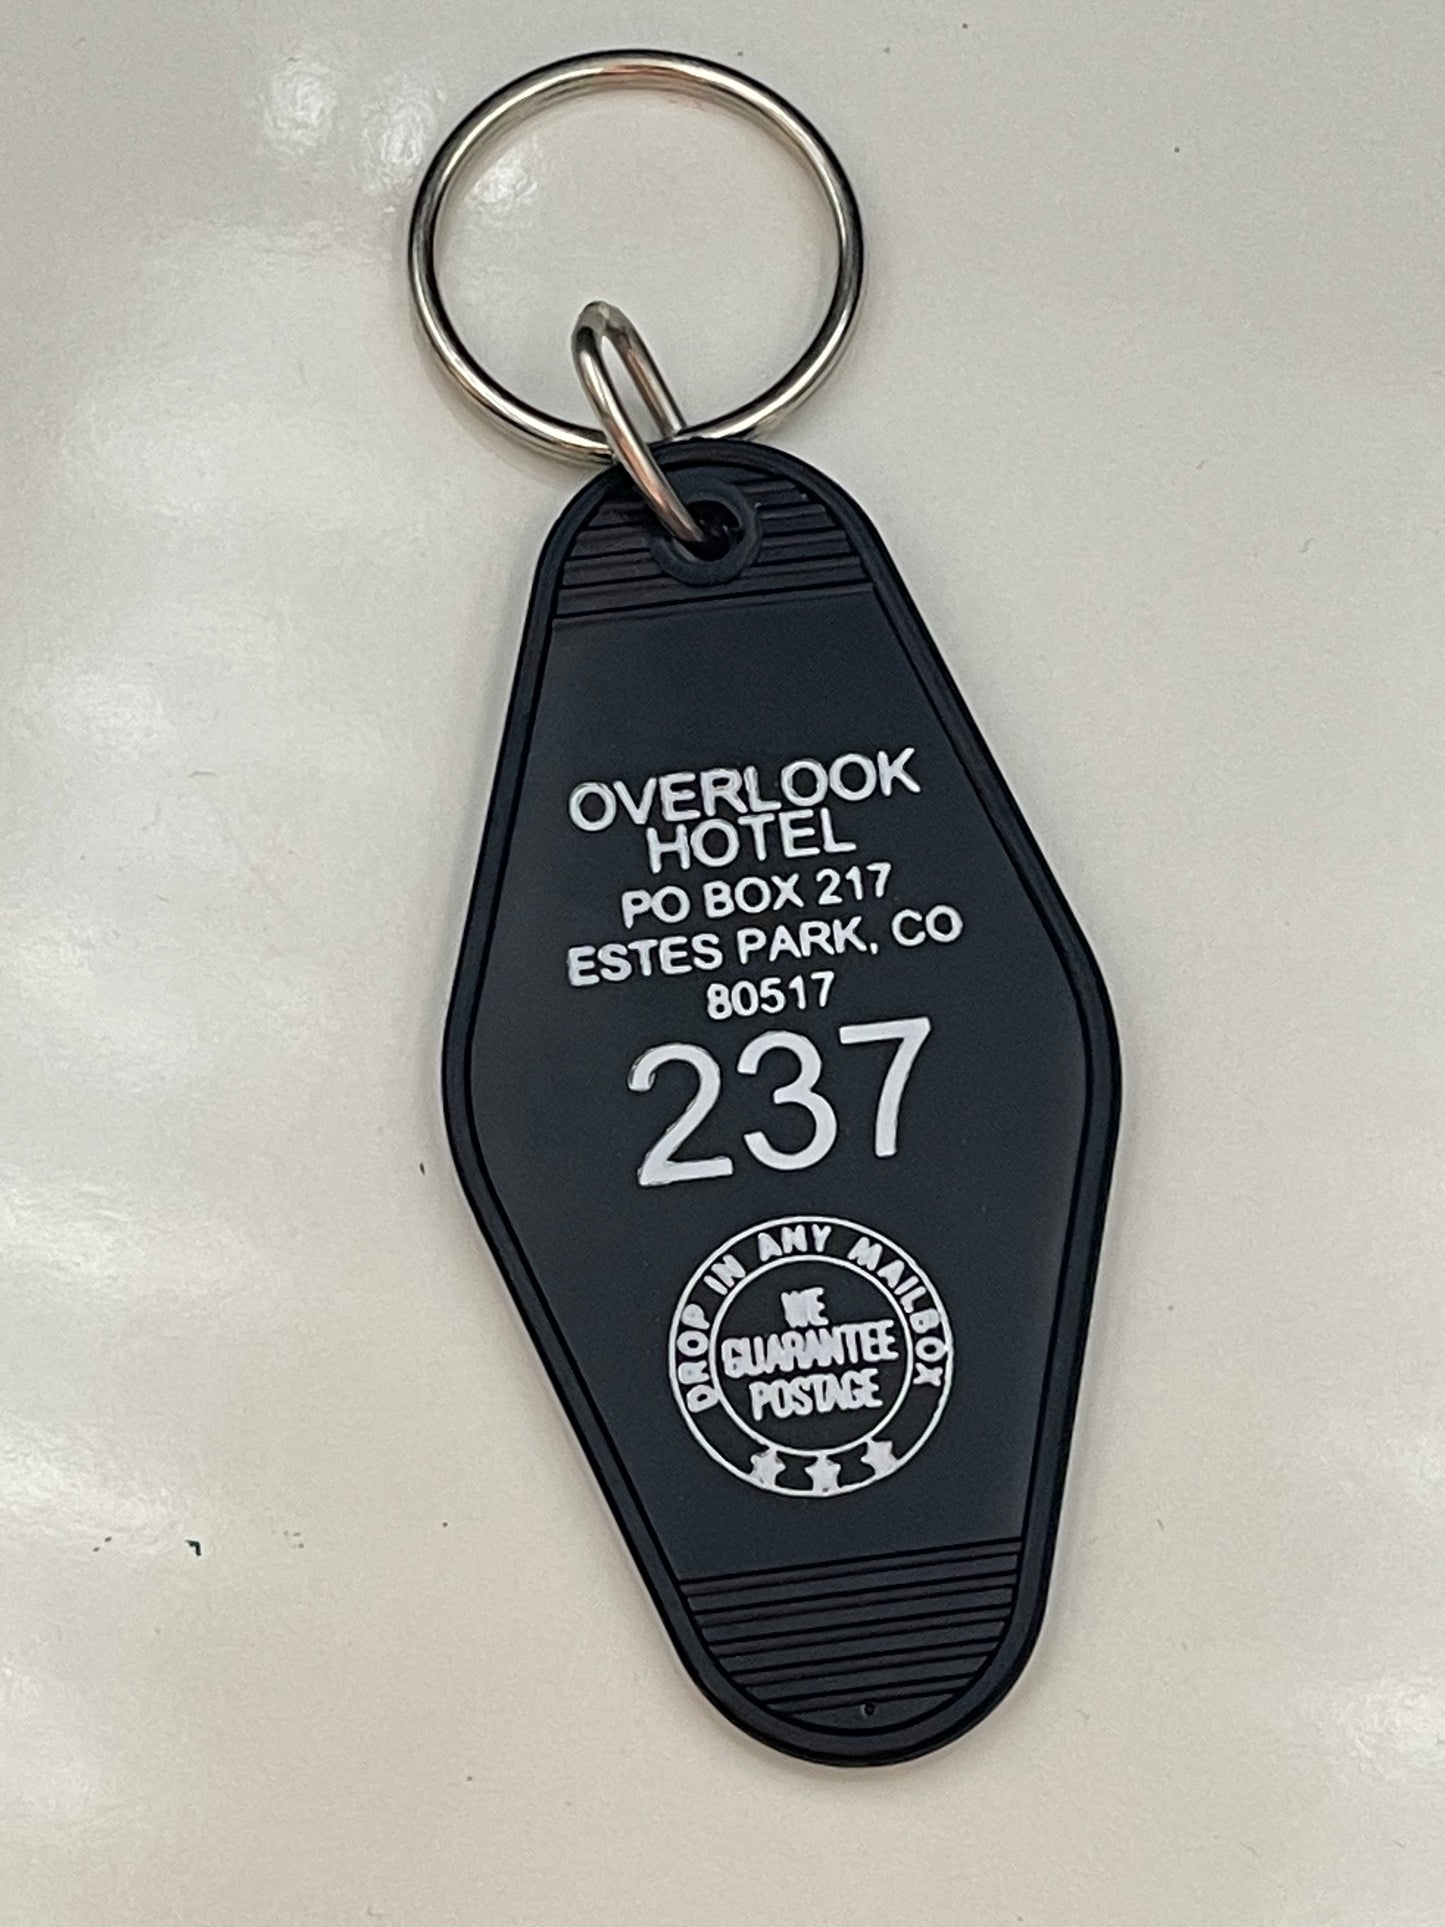 OVERLOOK
HOTEL
PO BOX 217
ESTES PARK, CO
80517
237
DROP IN ANY MAILBOX
WE
GUARANTEE
POSTAGE